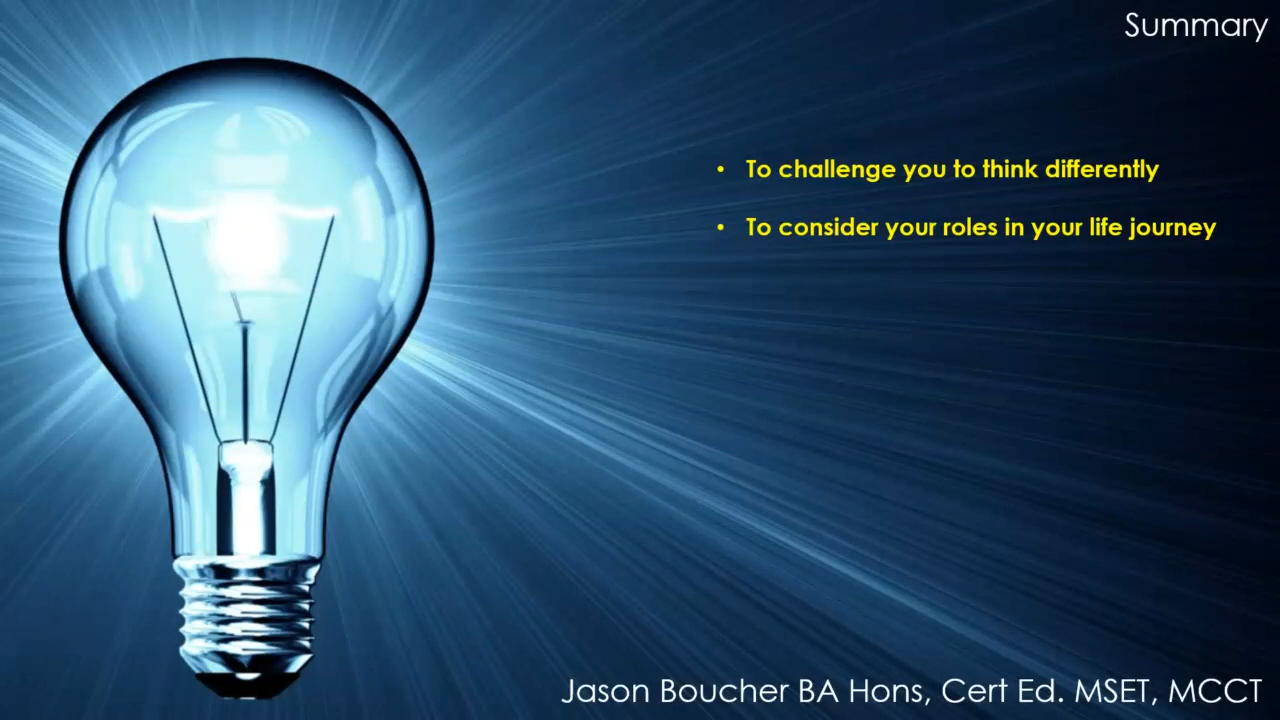 Summary
• To challenge you to think differently
• To consider your roles in your life journey
Jason Boucher BA Hons, Cert Ed. MSET, MCCT